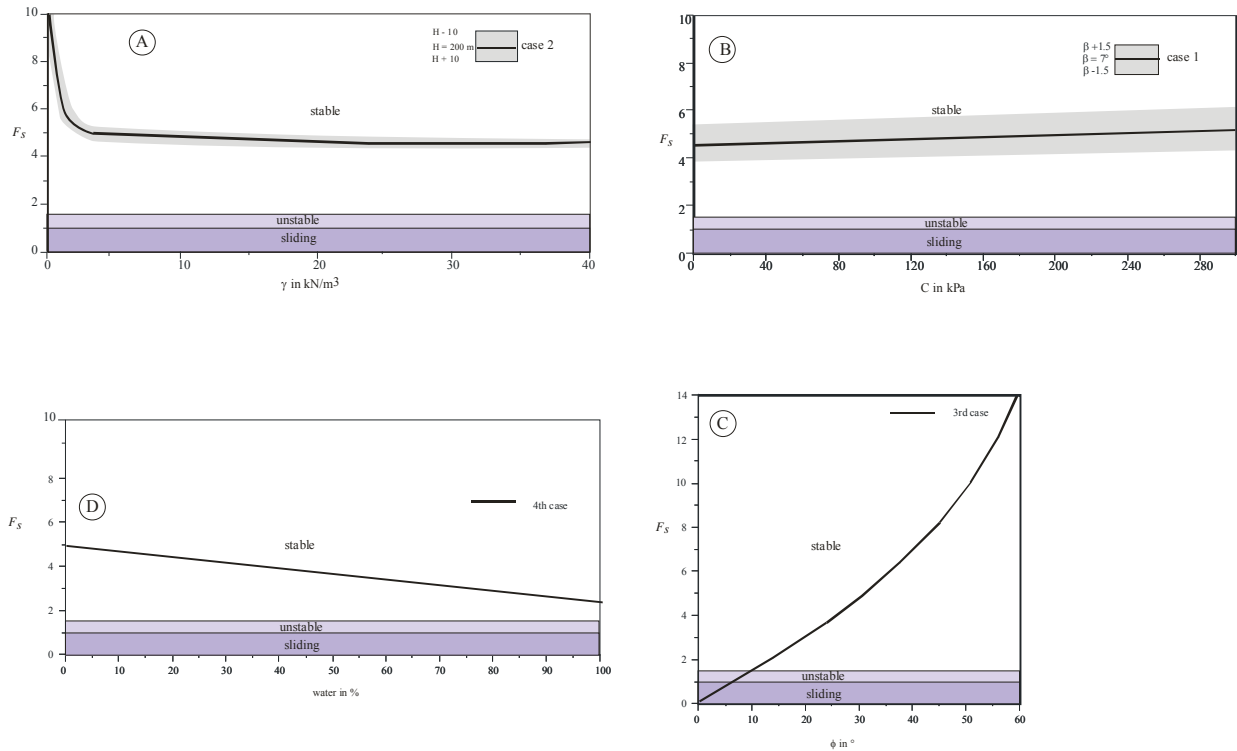 10
8
6
4
2
0
Fs
A
H - 10
H = 200 m
H + 10
case 2
stable
unstable
sliding
0 10 20 30 40
γ in kN/m3
10
8
6
4
2
0
Fs
B
β +1.5
β = 7°
β -1.5
case 1
stable
unstable
sliding
0 40 80 120 160 200 240 280
C in kPa
10
8
6
4
2
0
Fs
D
4th case
stable
unstable
sliding
0 10 20 30 40 50 60 70 80 90 100
water in %
14
12
10
8
6
4
2
0
Fs
C
3rd case
stable
unstable
sliding
0 10 20 30 40 50 60
ϕ in °